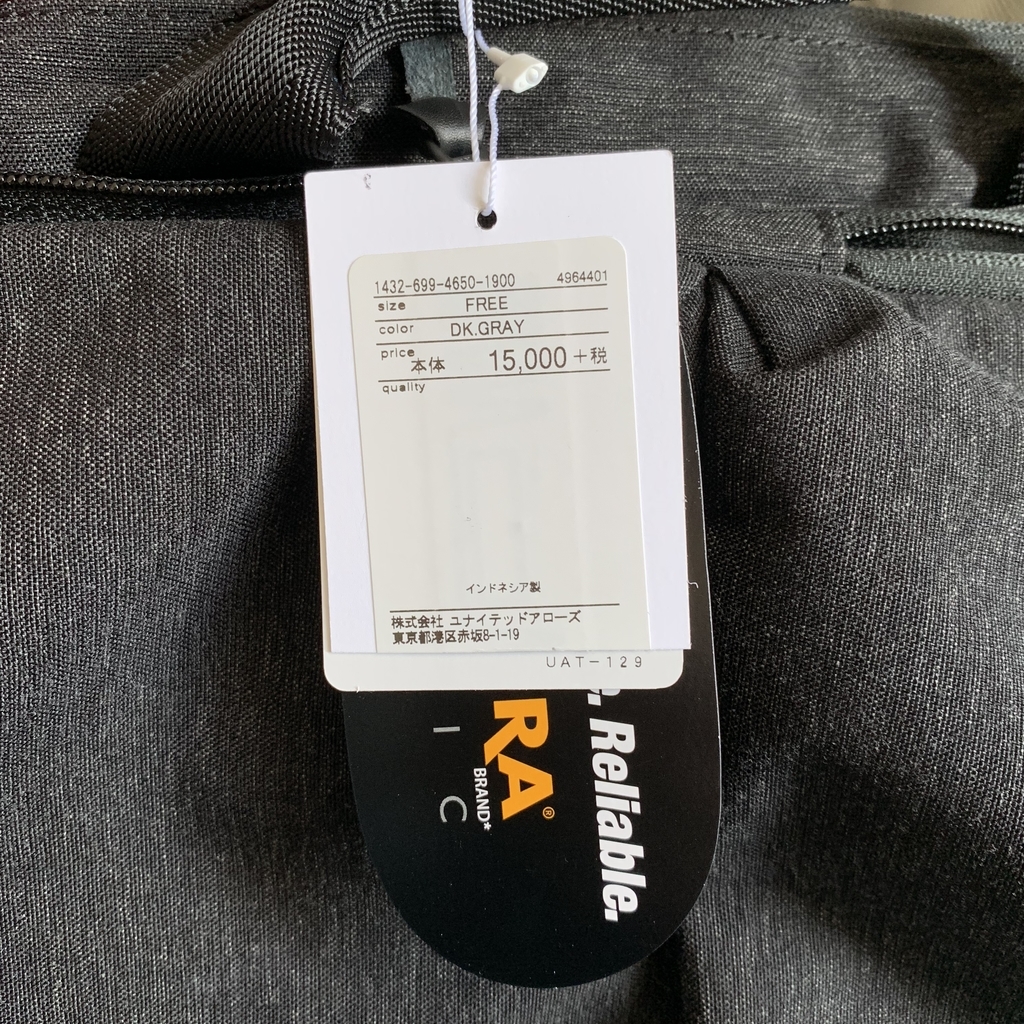 1432-699-4650-1900 4964401
size FREE
color DK.GRAY
price 本体 15,000+税
quality
インドネシア製
株式会社 ユナイテッドアローズ
東京都港区赤坂8-1-19
UAT-129
RA®
BRAND*
I C
Reliable.